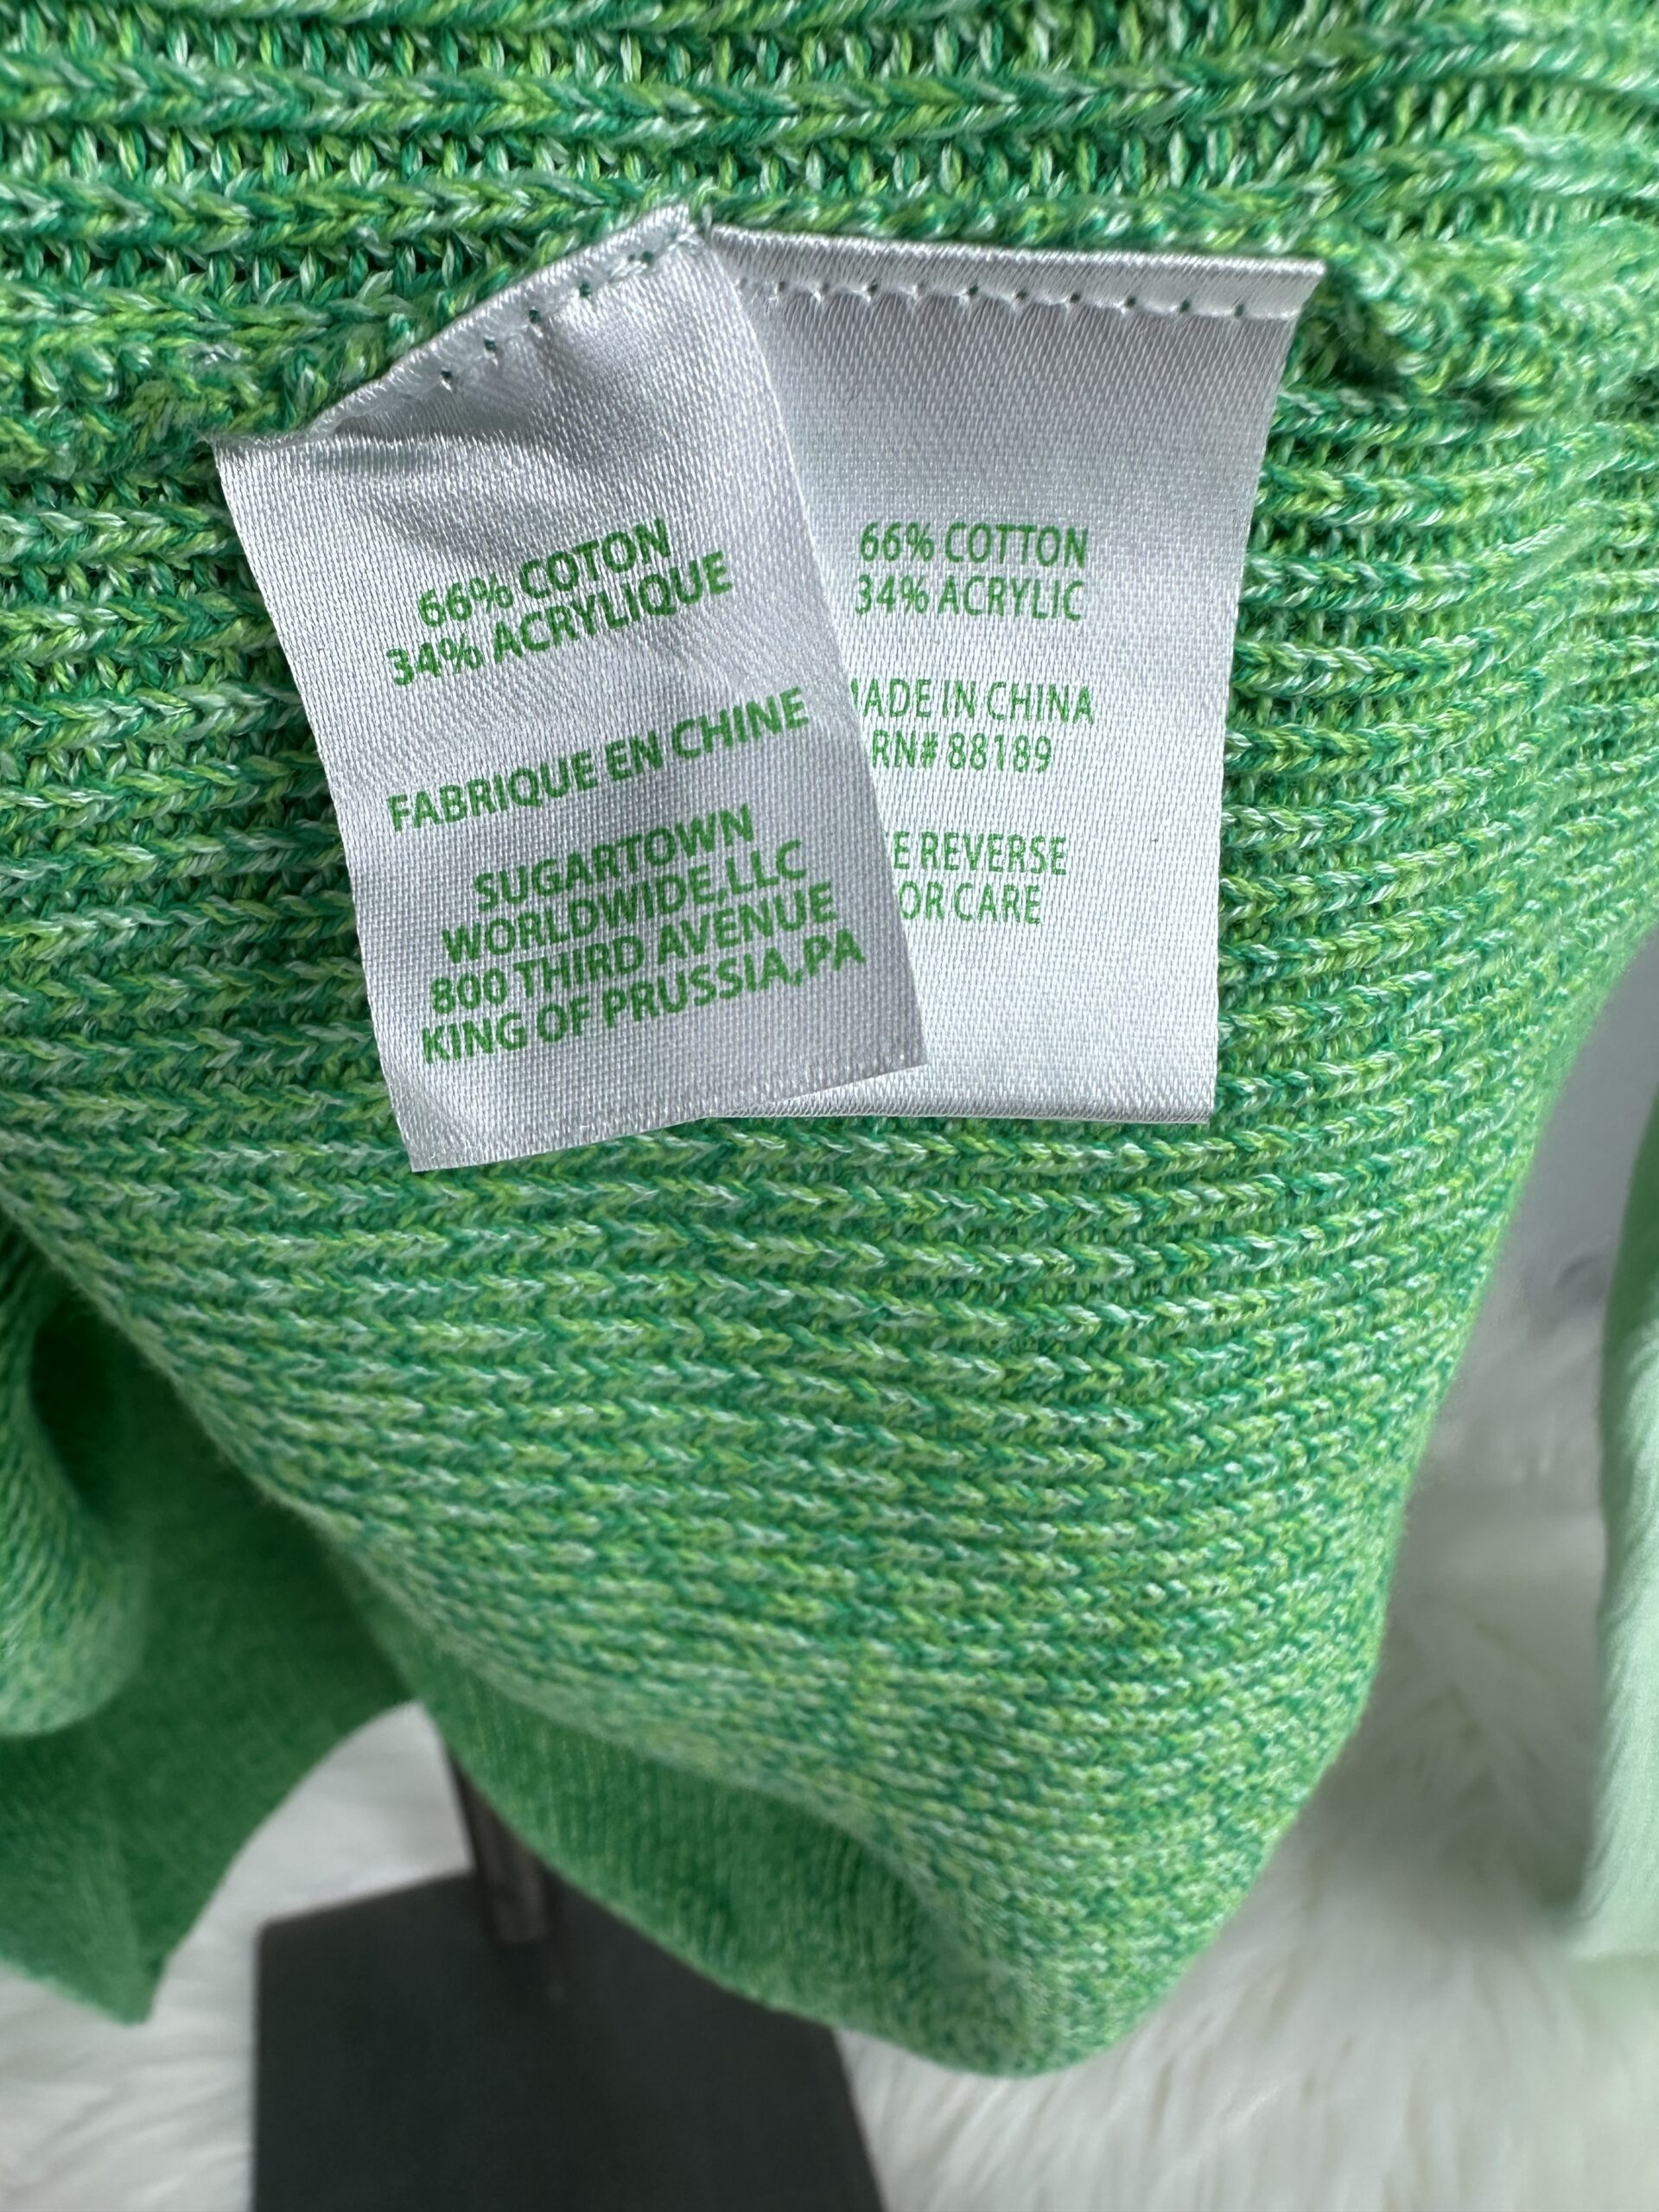 66% COTON
34% ACRYLIQUE
FABRIQUE EN CHINE
SUGARTOWN
WORLDWIDE,LLC
800 THIRD AVENUE
KING OF PRUSSIA,PA
66% COTTON
34% ACRYLIC
MADE IN CHINA
RN# 88189
REVERSE
CARE